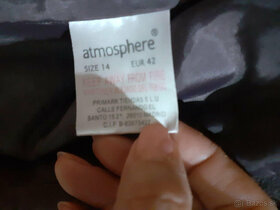 atmosphere®
SIZE 14 EUR 42
KEEP AWAY FROM FIRE
PRIMARK TIENDAS S L U
CALLE FERNANDO EL
SANTO 15 2°, 28010 MADRID
C.I.F
bazos.sk